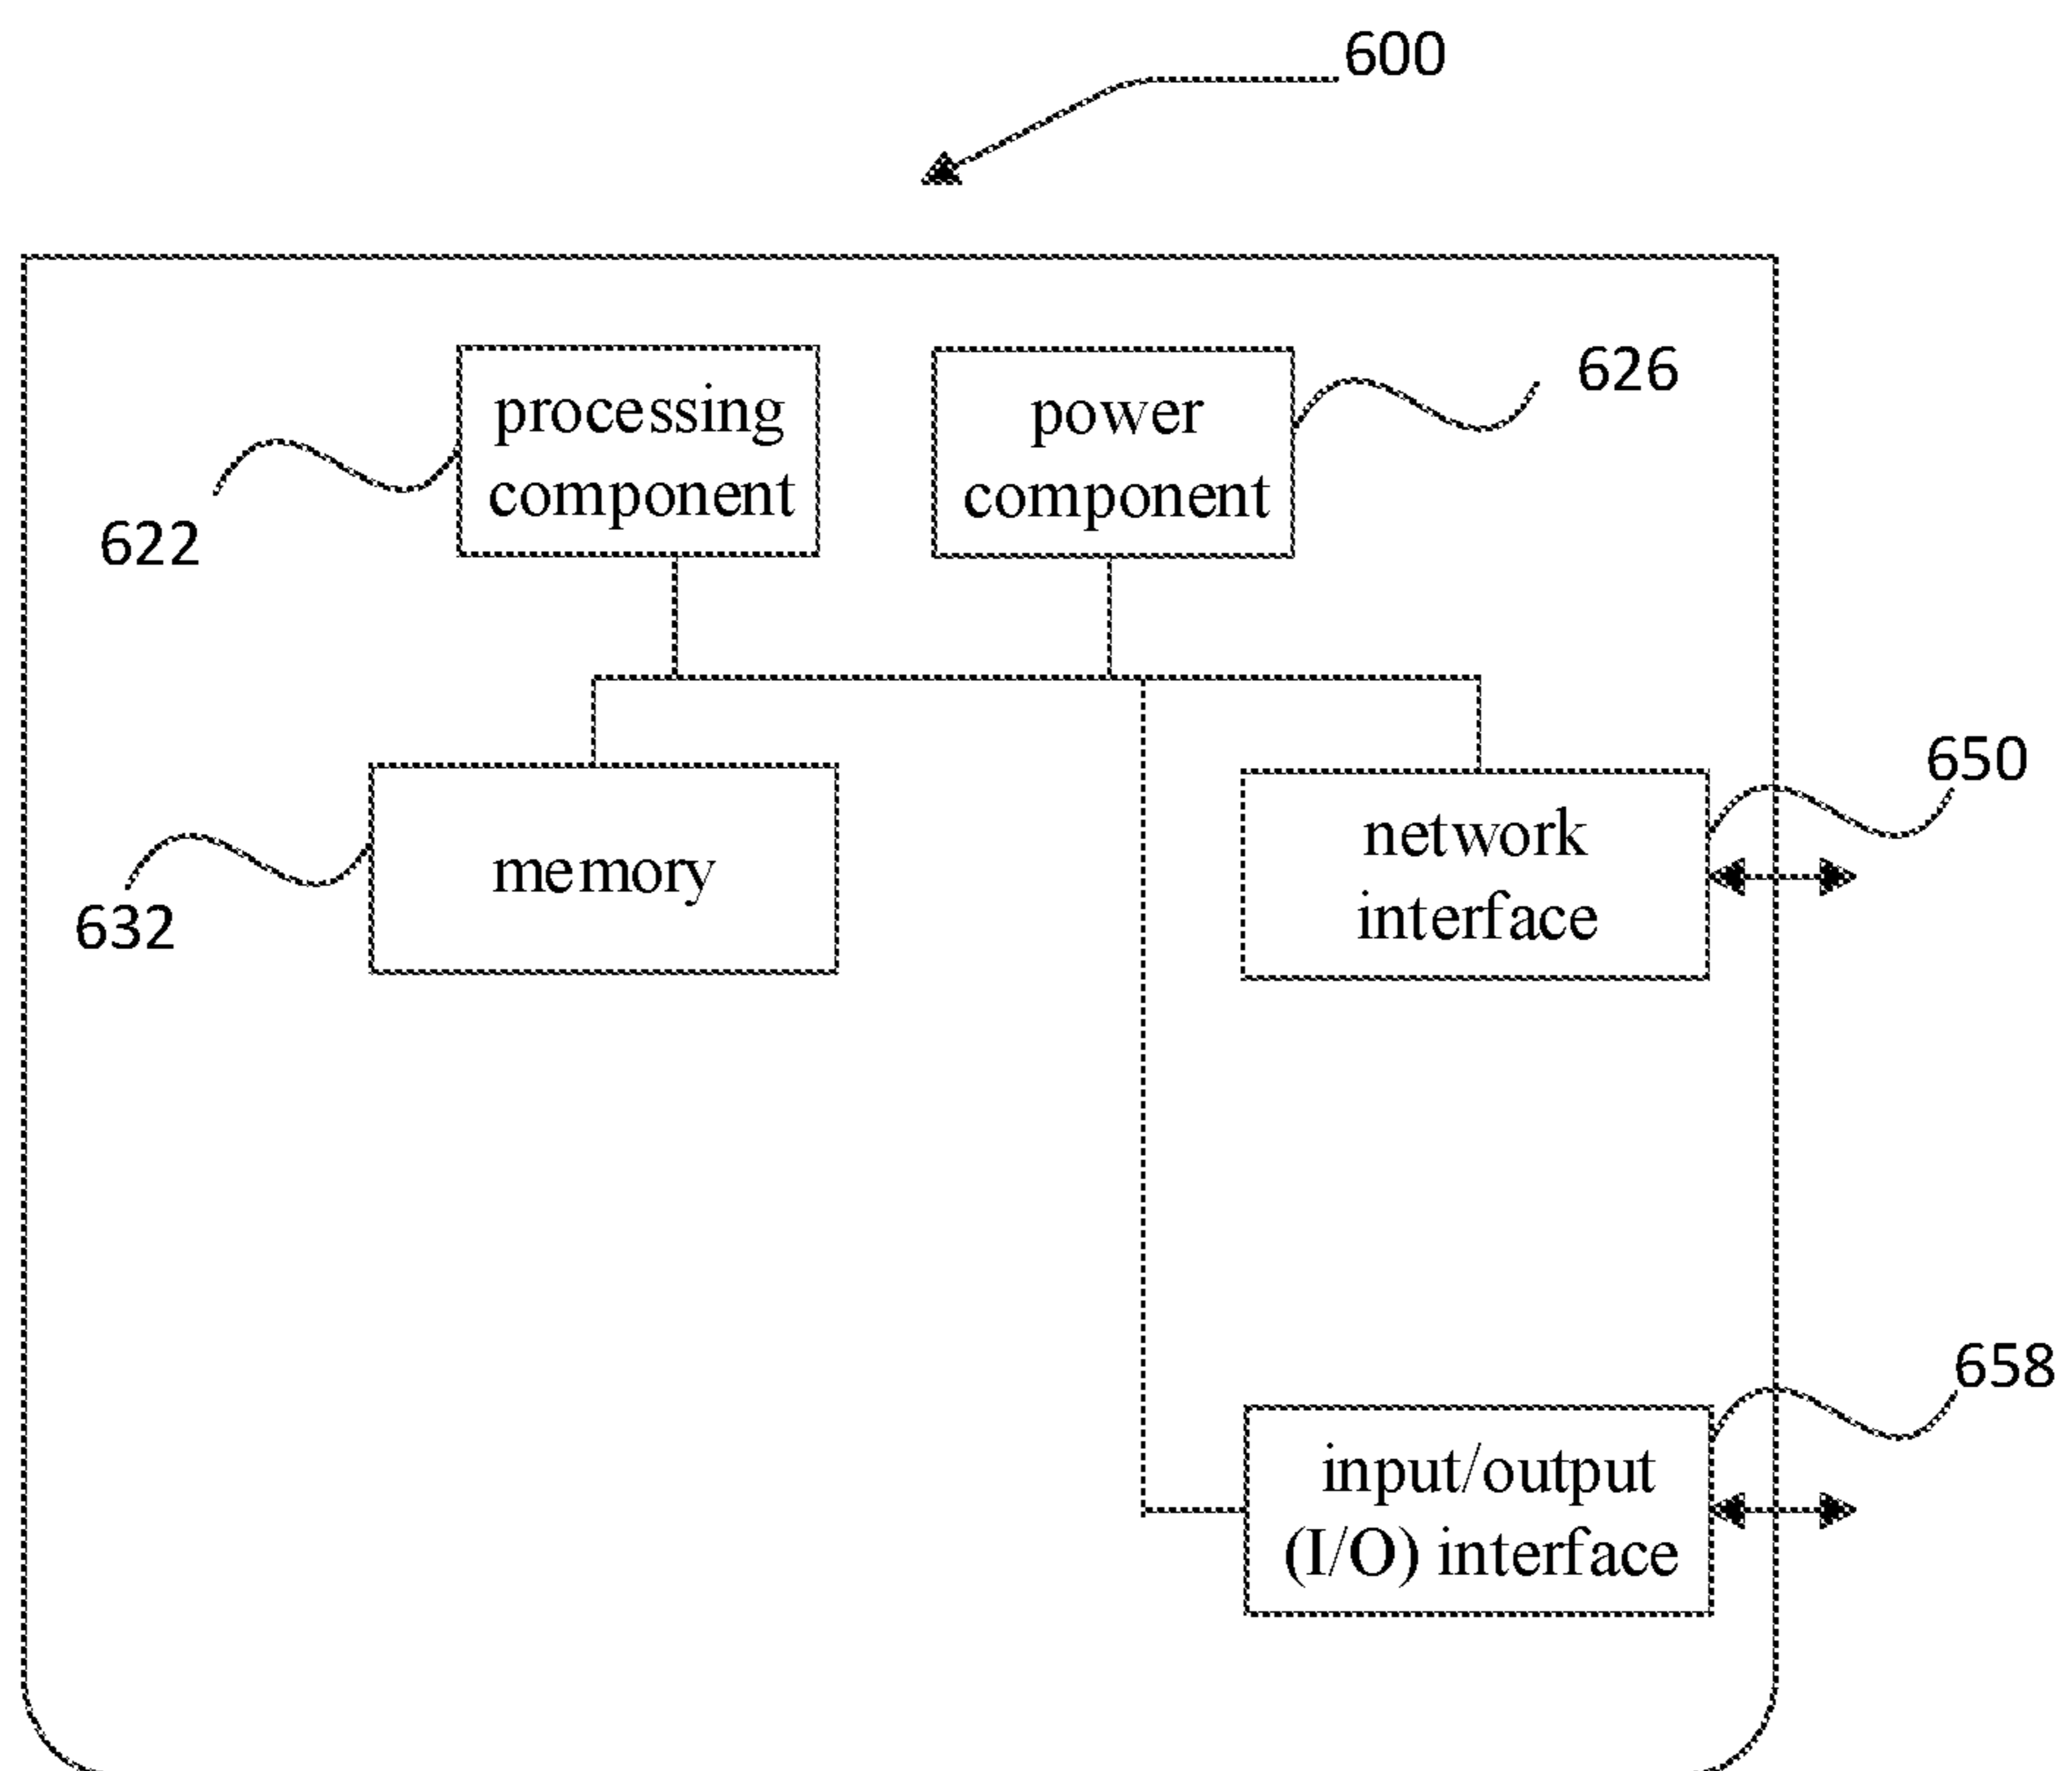 600
processing
component
power
component
626
622
memory
632
network
interface
650
input/output
(I/O) interface
658